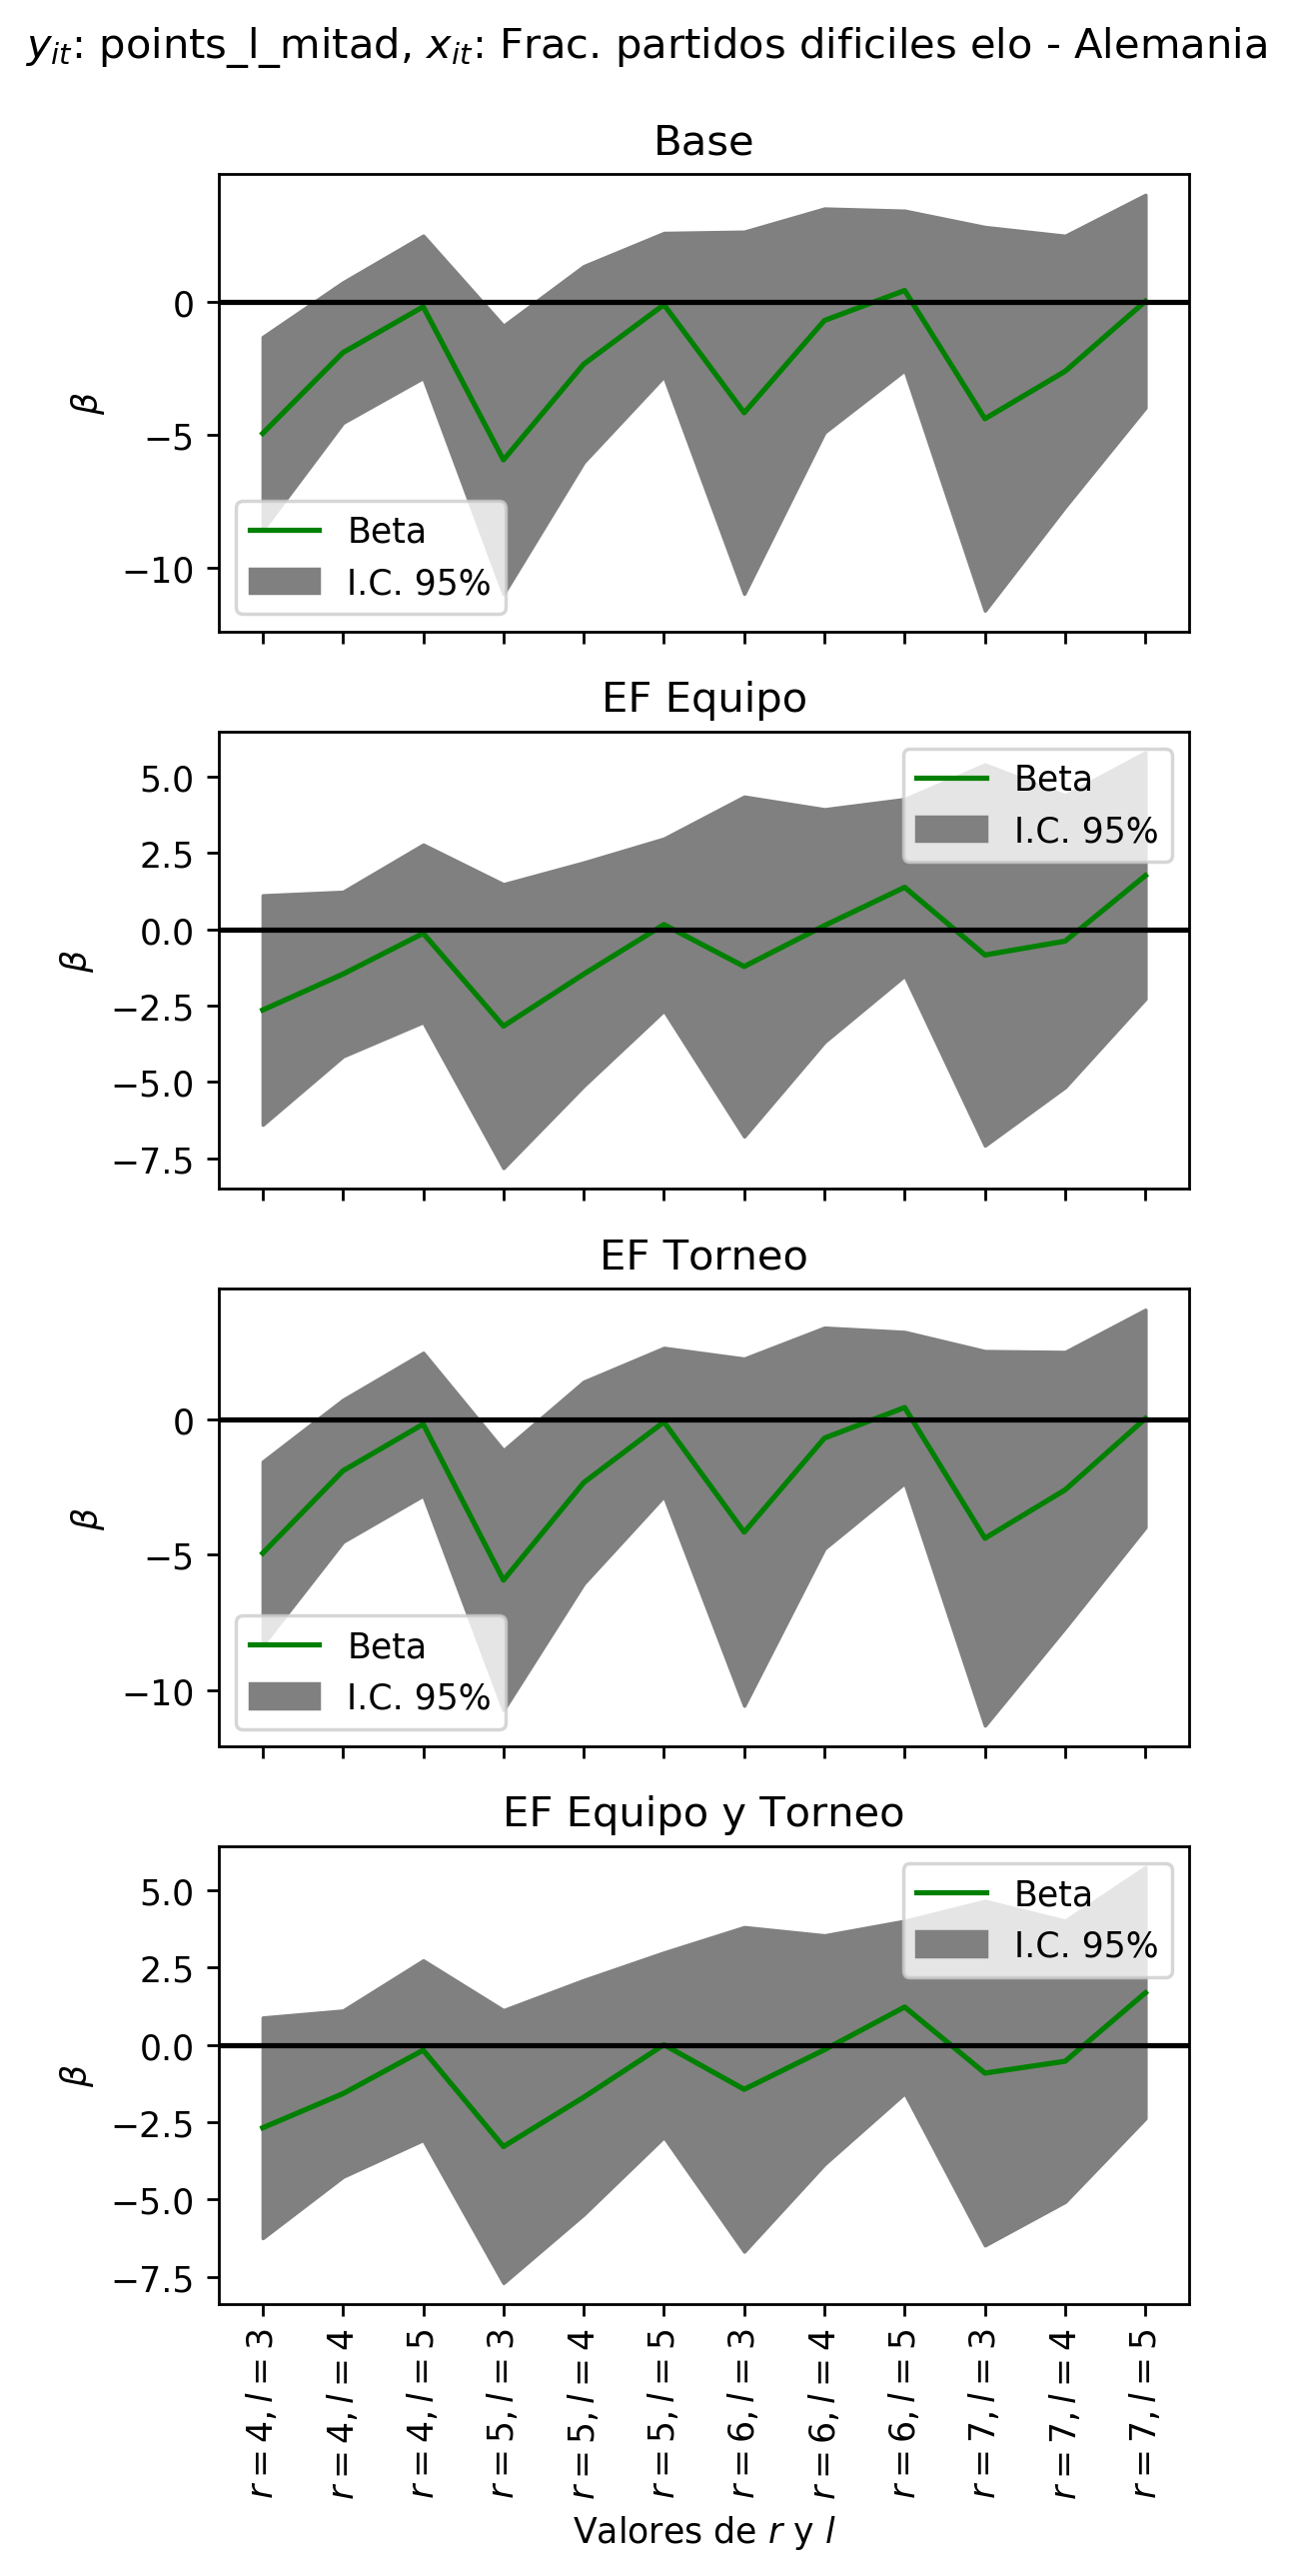 y_it: points_l_mitad, x_it: Frac. partidos dificiles elo - Alemania
Base
0
−5
−10
β
Beta
I.C. 95%
EF Equipo
5.0
2.5
0.0
−2.5
−5.0
−7.5
β
Beta
I.C. 95%
EF Torneo
0
−5
−10
β
Beta
I.C. 95%
EF Equipo y Torneo
5.0
2.5
0.0
−2.5
−5.0
−7.5
β
Beta
I.C. 95%
r = 4, l = 3
r = 4, l = 4
r = 4, l = 5
r = 5, l = 3
r = 5, l = 4
r = 5, l = 5
r = 6, l = 3
r = 6, l = 4
r = 6, l = 5
r = 7, l = 3
r = 7, l = 4
r = 7, l = 5
Valores de r y l